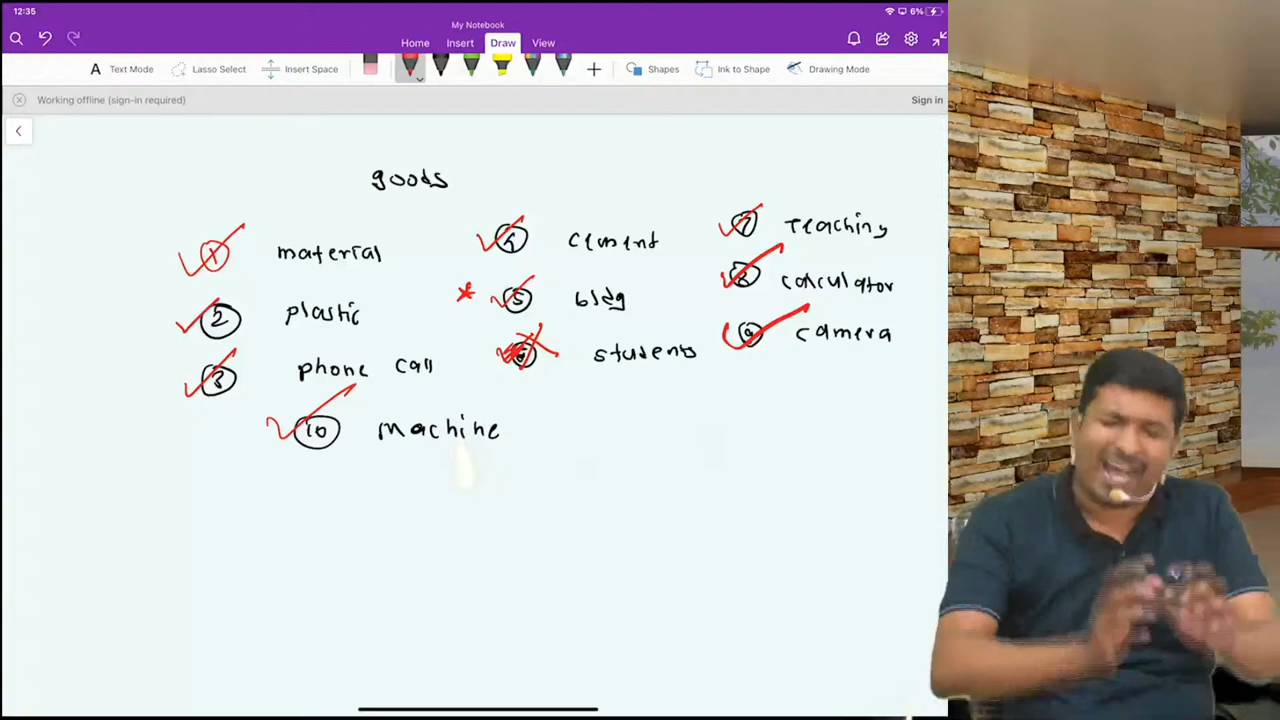 12:35
6%
My Notebook
Home Insert Draw View
Text Mode Lasso Select Insert Space Shapes Ink to Shape Drawing Mode
Working offline (sign-in required) Sign in
goods
1 material
2 plastic
3 phone call
10 machine
cement
5 bldg
students
7 Teaching
8 calculator
9 camera